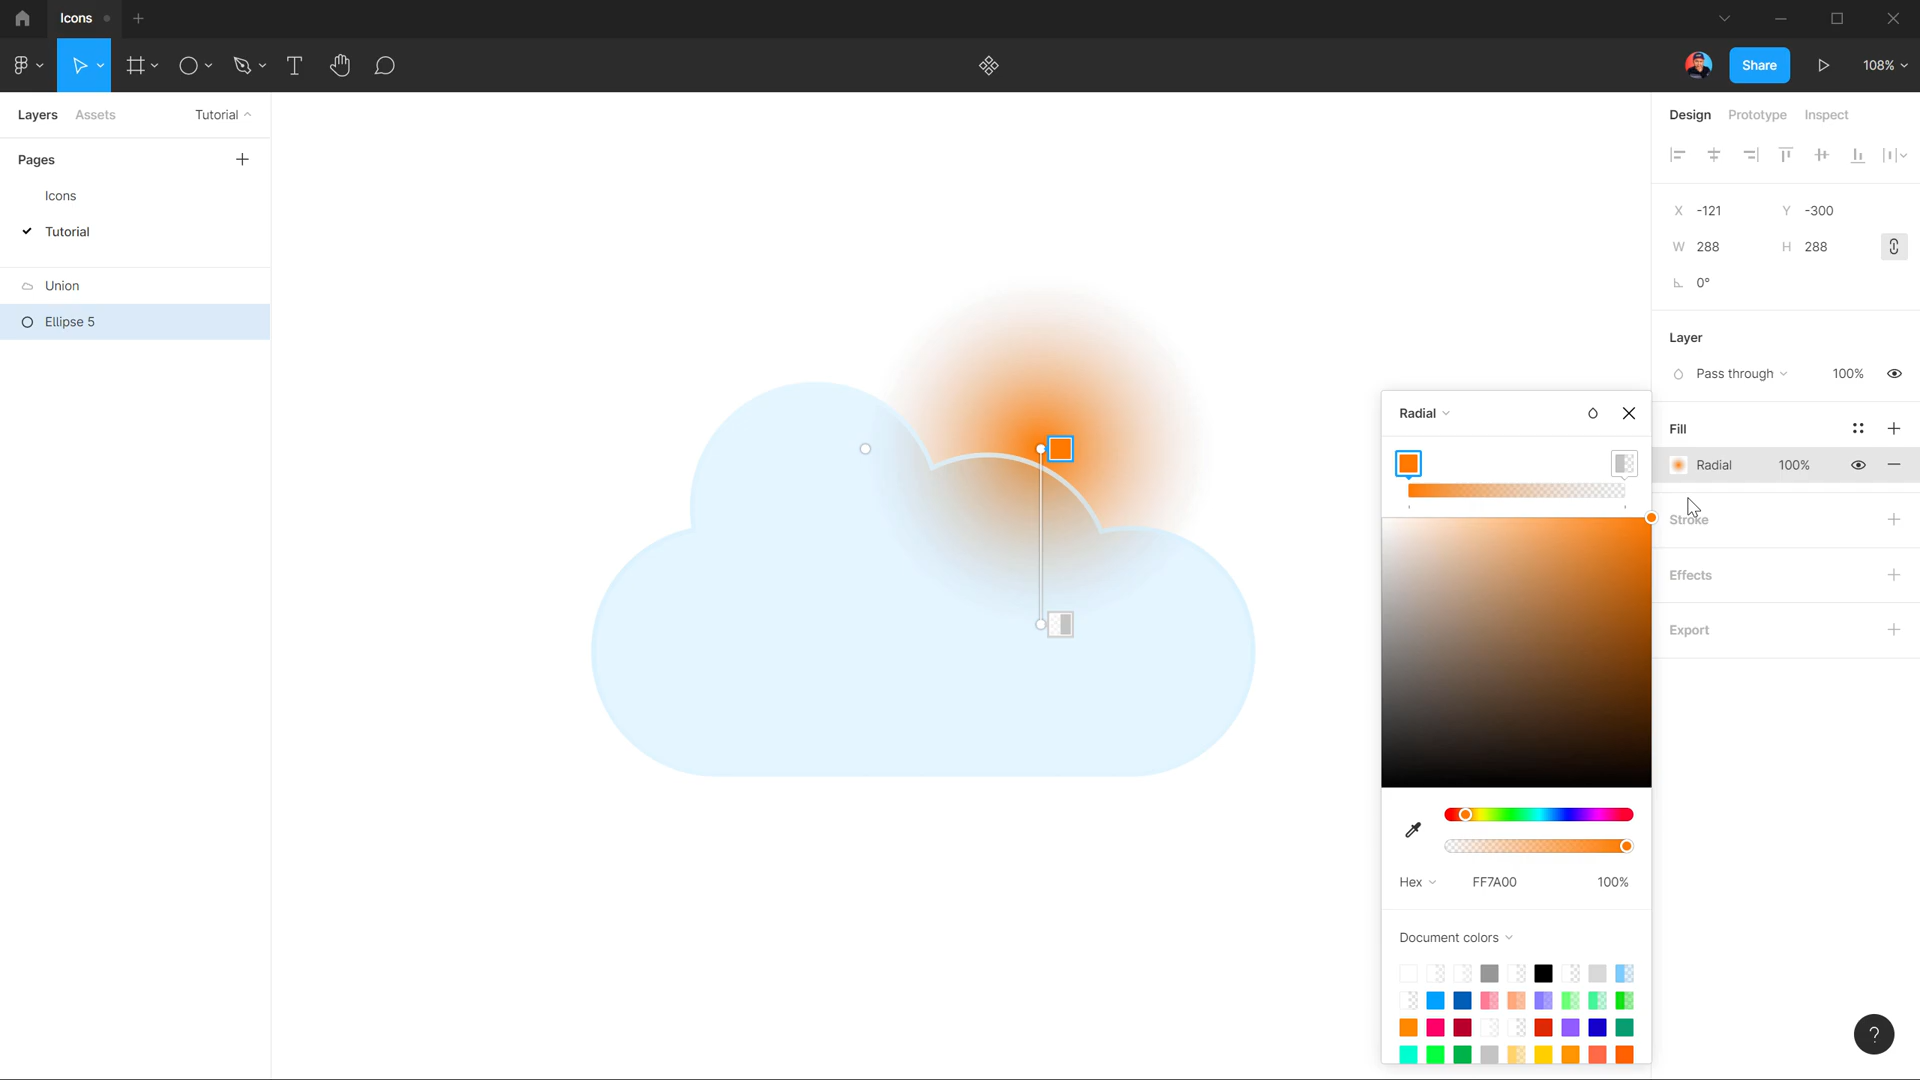 Icons
Share
108%
Layers
Assets
Tutorial
Pages
Icons
Tutorial
Union
Ellipse 5
Design
Prototype
Inspect
X -121
Y -300
W 288
H 288
0°
Layer
Pass through
100%
Fill
Radial
100%
Stroke
Effects
Export
Radial
Hex
FF7A00
100%
Document colors
?